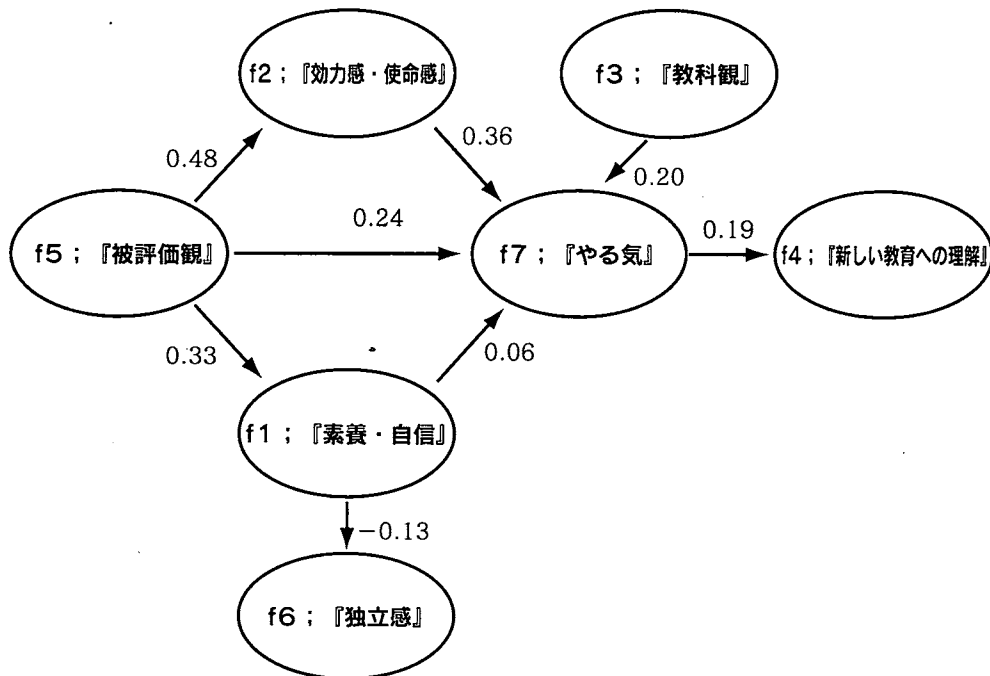 f2；『効力感・使命感』
f3；『教科観』
0.48
0.36
0.20
f5；『被評価観』
0.24
f7；『やる気』
0.19
f4；『新しい教育への理解』
0.33
0.06
f1；『素養・自信』
−0.13
f6；『独立感』